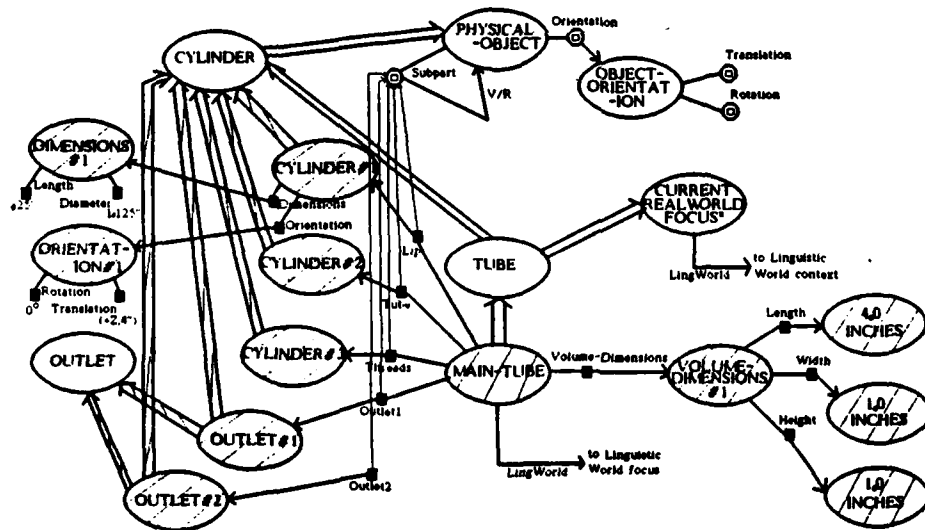 PHYSICAL
-OBJECT
Orientation
CYLINDER
Subpart
V/R
OBJECT-
ORIENTAT
-ION
Translation
Rotation
DIMENSIONS
#1
Length
Diameter
CYLINDER#1
Dimensions
Orientation
CURRENT
REALWORLD
FOCUS"
ORIENTAT-
ION#1
Rotation
0°
Translation
CYLINDER#2
Lip
Tube
TUBE
LingWorld
to Linguistic
World context
OUTLET
CYLINDER#3
Threads
Outlet1
MAIN-TUBE
Volume-Dimensions
VOLUME-
DIMENSIONS
#1
Length
4.0
INCHES
Width
1.0
INCHES
Height
1.0
INCHES
OUTLET#1
OUTLET#2
Outlet2
LingWorld
to Linguistic
World focus